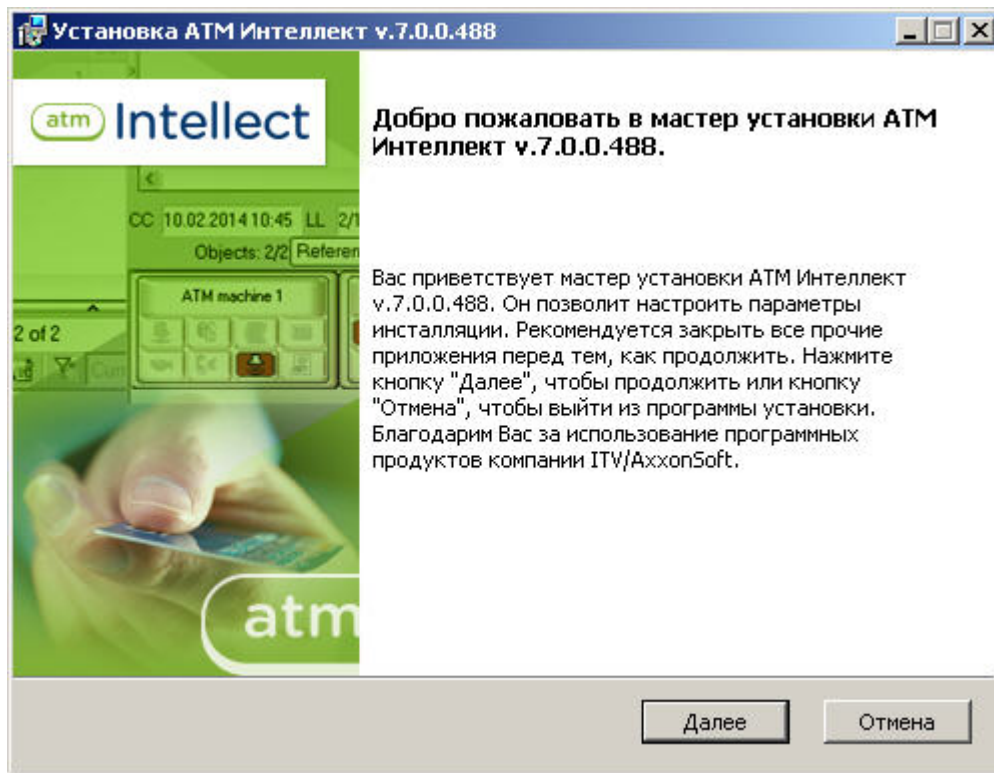 Установка АТМ Интеллект v.7.0.0.488
atm Intellect
Добро пожаловать в мастер установки АТМ
Интеллект v.7.0.0.488.
CC 10.02.2014 10:45 LL
Objects: 2/2
ATM machine 1
2 of 2
Вас приветствует мастер установки АТМ Интеллект
v.7.0.0.488. Он позволит настроить параметры
инсталляции. Рекомендуется закрыть все прочие
приложения перед тем, как продолжить. Нажмите
кнопку "Далее", чтобы продолжить или кнопку
"Отмена", чтобы выйти из программы установки.
Благодарим Вас за использование программных
продуктов компании ITV/AxxonSoft.
atm
Далее
Отмена